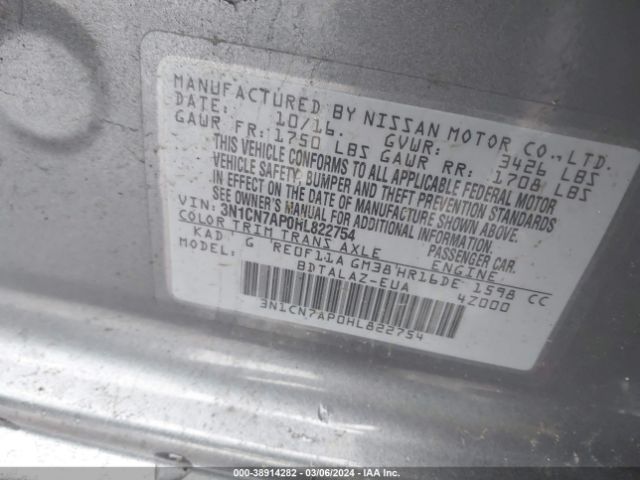 MANUFACTURED BY NISSAN MOTOR CO.,LTD.
DATE: 10/16. GVWR: 3426 LBS
GAWR FR: 1750 LBS GAWR RR: 1708 LBS
THIS VEHICLE CONFORMS TO ALL APPLICABLE FEDERAL MOTOR
VEHICLE SAFETY, BUMPER AND THEFT PREVENTION STANDARDS
IN EFFECT ON THE DATE OF MANUFACTURE SHOWN ABOVE.
SEE OWNER'S MANUAL FOR ADDITIONAL INFORMATION.
VIN: 3N1CN7AP0HL822754 PASSENGER CAR.
COLOR TRIM TRANS AXLE ENGINE
KAD G RE0F11A GM38 HR16DE 1598 CC
MODEL: BDTALAZ-EUA 4Z000
3N1CN7AP0HL822754
000-38914282 - 03/06/2024 - IAA Inc.